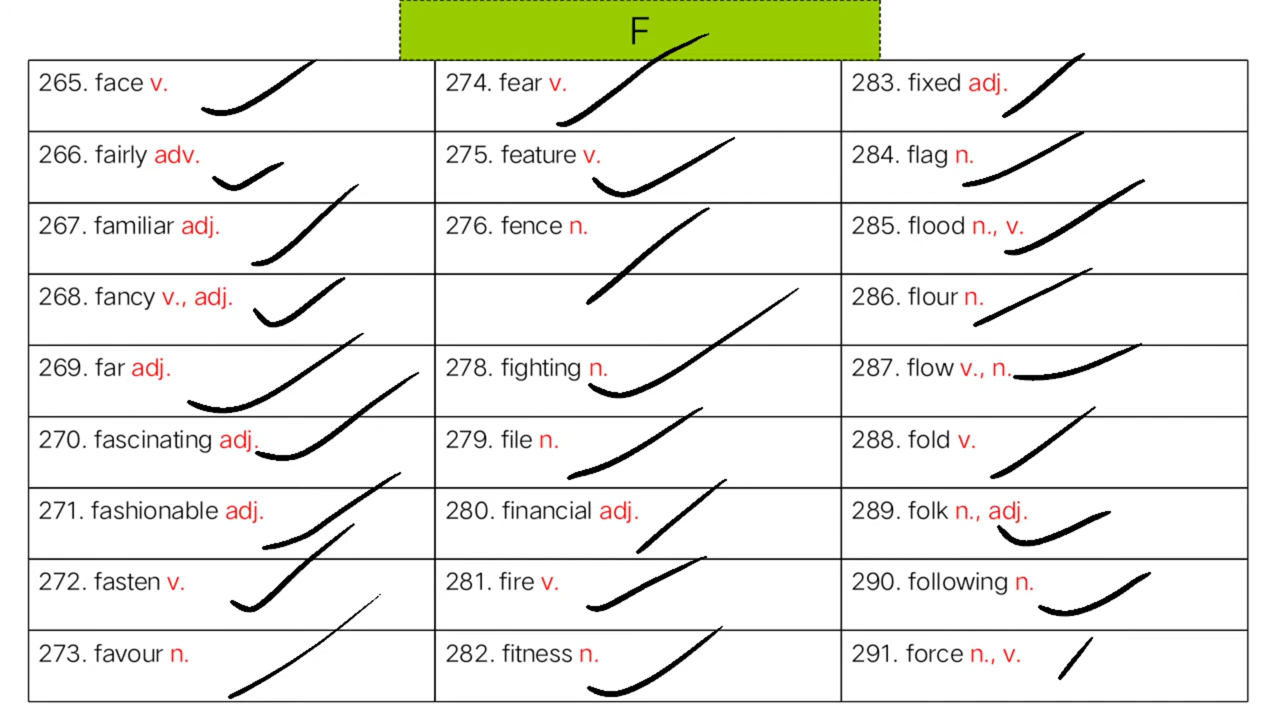 F
265. face v.
266. fairly adv.
267. familiar adj.
268. fancy v., adj.
269. far adj.
270. fascinating adj.
271. fashionable adj.
272. fasten v.
273. favour n.
274. fear v.
275. feature v.
276. fence n.
278. fighting n.
279. file n.
280. financial adj.
281. fire v.
282. fitness n.
283. fixed adj.
284. flag n.
285. flood n., v.
286. flour n.
287. flow v., n.
288. fold v.
289. folk n., adj.
290. following n.
291. force n., v.